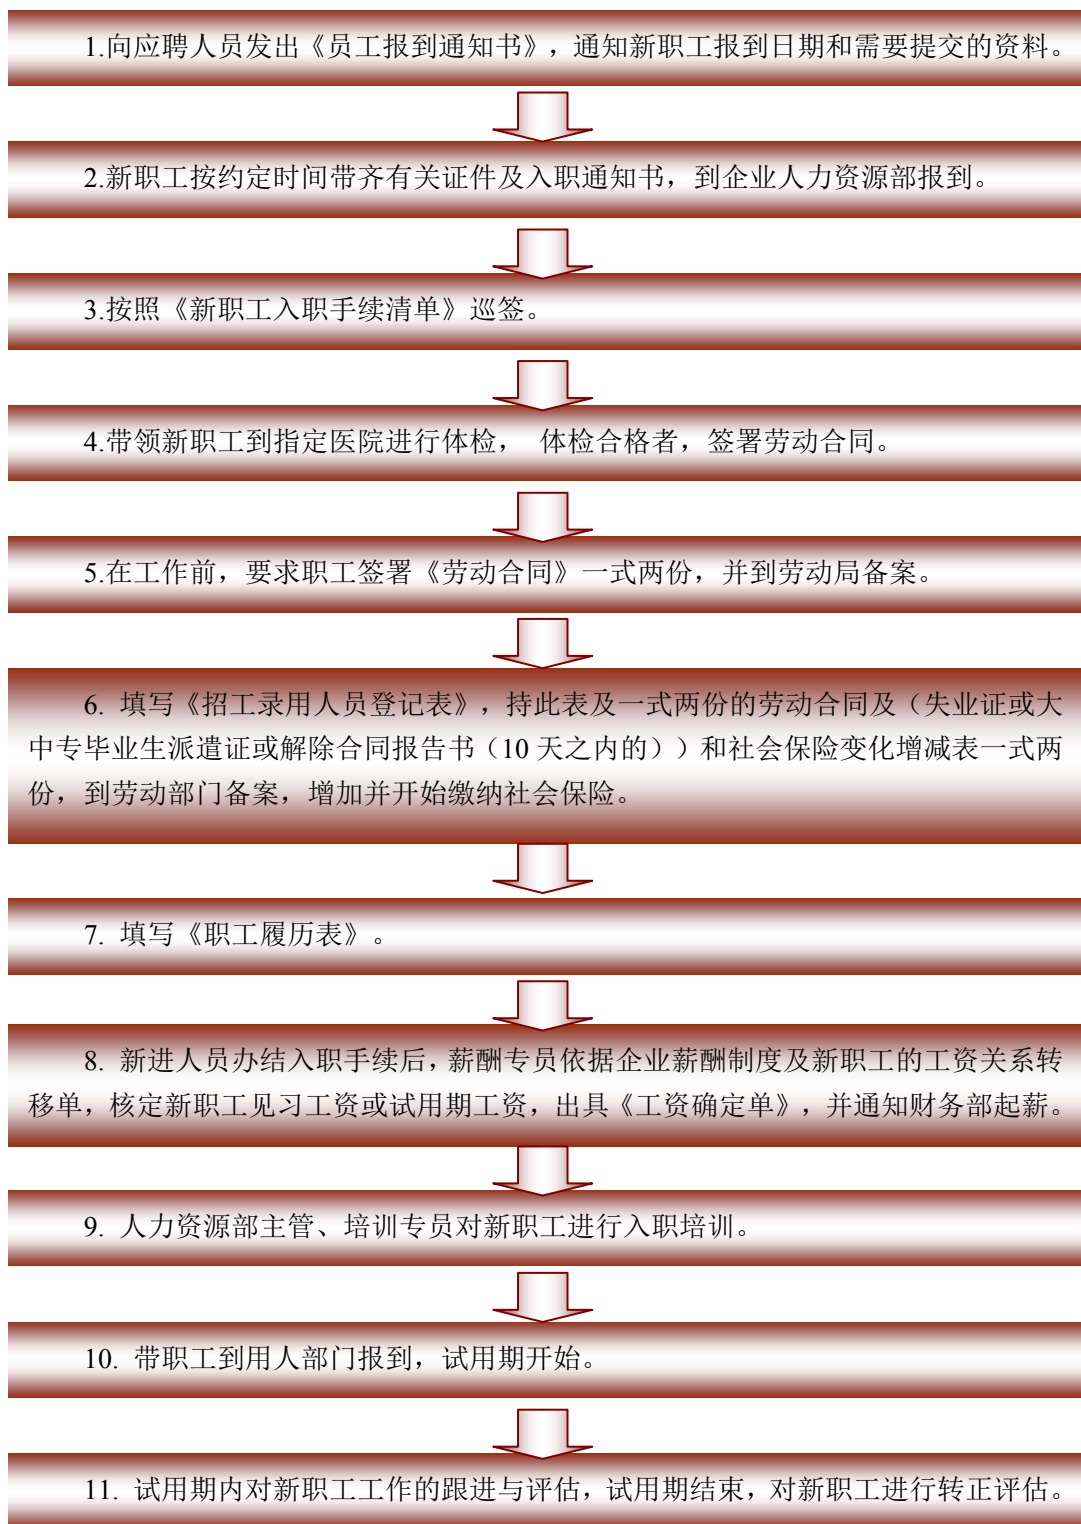 1.向应聘人员发出《员工报到通知书》，通知新职工报到日期和需要提交的资料。
2.新职工按约定时间带齐有关证件及入职通知书，到企业人力资源部报到。
3.按照《新职工入职手续清单》巡签。
4.带领新职工到指定医院进行体检， 体检合格者，签署劳动合同。
5.在工作前，要求职工签署《劳动合同》一式两份，并到劳动局备案。
6. 填写《招工录用人员登记表》，持此表及一式两份的劳动合同及（失业证或大
中专毕业生派遣证或解除合同报告书（10 天之内的））和社会保险变化增减表一式两
份，到劳动部门备案，增加并开始缴纳社会保险。
7. 填写《职工履历表》。
8. 新进人员办结入职手续后，薪酬专员依据企业薪酬制度及新职工的工资关系转
移单，核定新职工见习工资或试用期工资，出具《工资确定单》，并通知财务部起薪。
9. 人力资源部主管、培训专员对新职工进行入职培训。
10. 带职工到用人部门报到，试用期开始。
11. 试用期内对新职工工作的跟进与评估，试用期结束，对新职工进行转正评估。